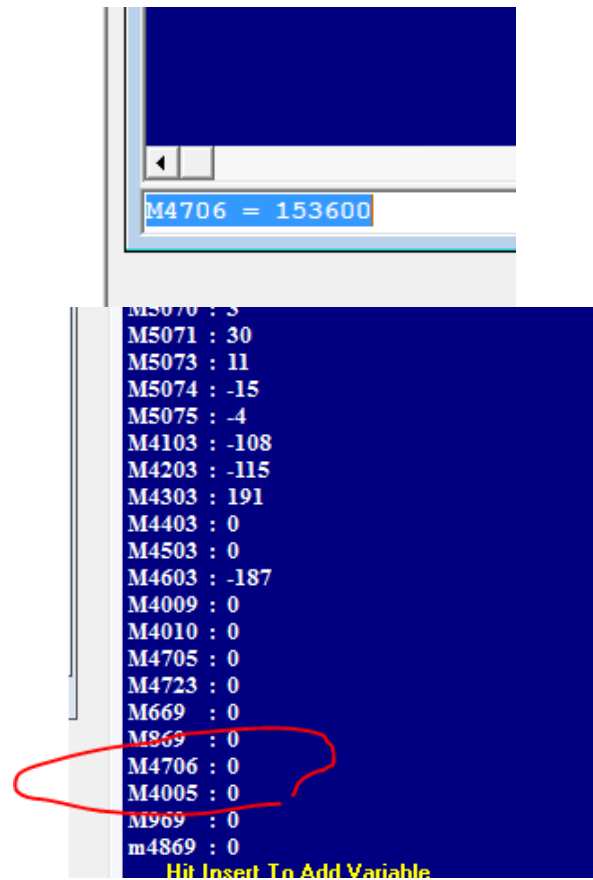 M4706 = 153600
M5070 : 3
M5071 : 30
M5073 : 11
M5074 : -15
M5075 : -4
M4103 : -108
M4203 : -115
M4303 : 191
M4403 : 0
M4503 : 0
M4603 : -187
M4009 : 0
M4010 : 0
M4705 : 0
M4723 : 0
M669 : 0
M869 : 0
M4706 : 0
M4005 : 0
M969 : 0
m4869 : 0
Hit Insert To Add Variable